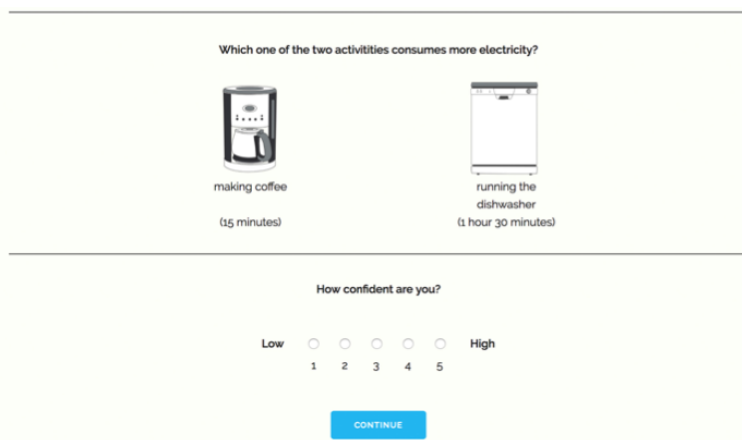 Which one of the two activitities consumes more electricity?
making coffee
(15 minutes)
running the
dishwasher
(1 hour 30 minutes)
How confident are you?
Low
High
1 2 3 4 5
CONTINUE